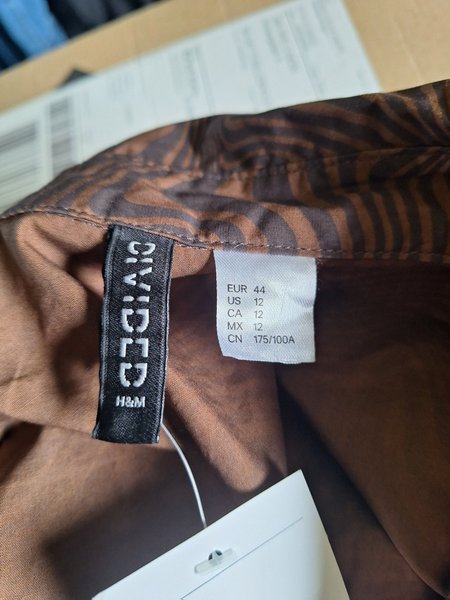 DIVIDED
H&M
EUR 44
US 12
CA 12
MX 12
CN 175/100A